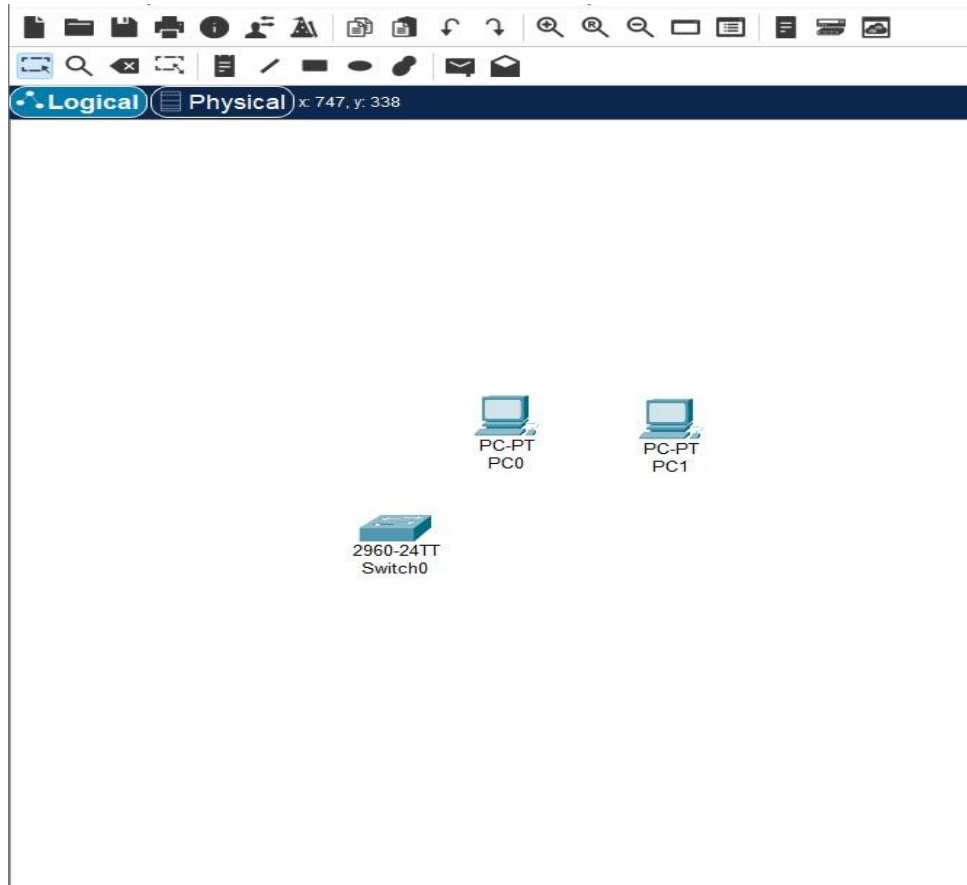 Logical Physical x: 747, y: 338
PC-PT
PC0
PC-PT
PC1
2960-24TT
Switch0